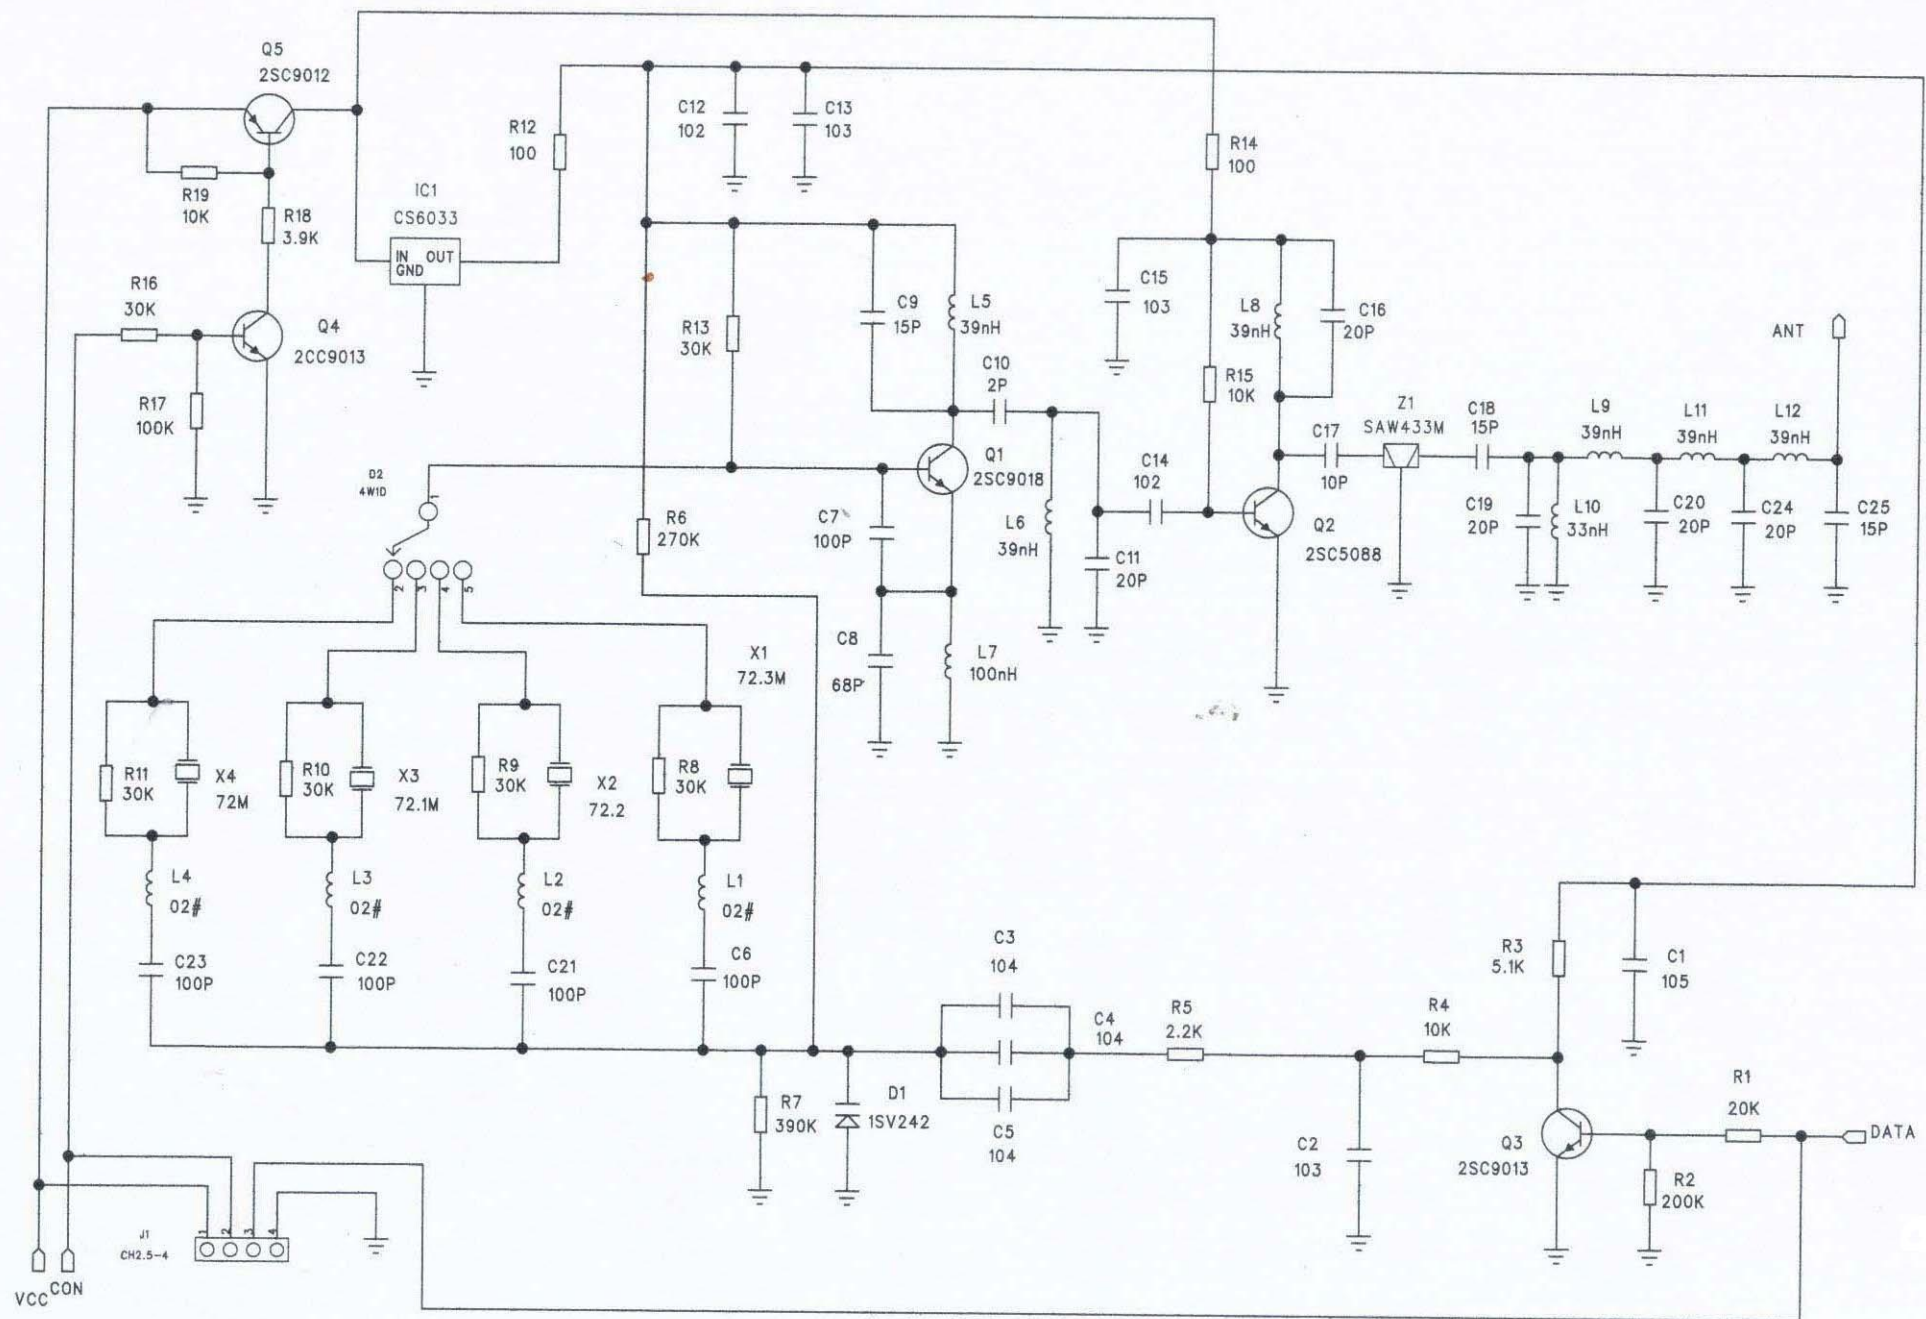 Q5
2SC9012
R19
10K
R18
3.9K
R16
30K
Q4
2CC9013
R17
100K
IC1
CS6033
IN OUT
GND
R12
100
C12
102
C13
103
R14
100
R13
30K
C9
15P
L5
39nH
C10
2P
C15
103
L8
39nH
C16
20P
R15
10K
ANT
Z1
SAW433M
C17
10P
C18
15P
L9
39nH
L11
39nH
L12
39nH
Q1
2SC9018
C14
102
D2
4W1D
1
2
3
4
5
R6
270K
C7
100P
L6
39nH
C11
20P
Q2
2SC5088
C19
20P
L10
33nH
C20
20P
C24
20P
C25
15P
C8
68P
L7
100nH
X1
72.3M
R11
30K
X4
72M
R10
30K
X3
72.1M
R9
30K
X2
72.2
R8
30K
L4
02#
L3
02#
L2
02#
L1
02#
C23
100P
C22
100P
C21
100P
C6
100P
C3
104
C4
104
C5
104
R5
2.2K
R4
10K
R3
5.1K
C1
105
R7
390K
D1
1SV242
C2
103
Q3
2SC9013
R1
20K
R2
200K
DATA
J1
CH2.5-4
1
2
3
4
VCC
CON